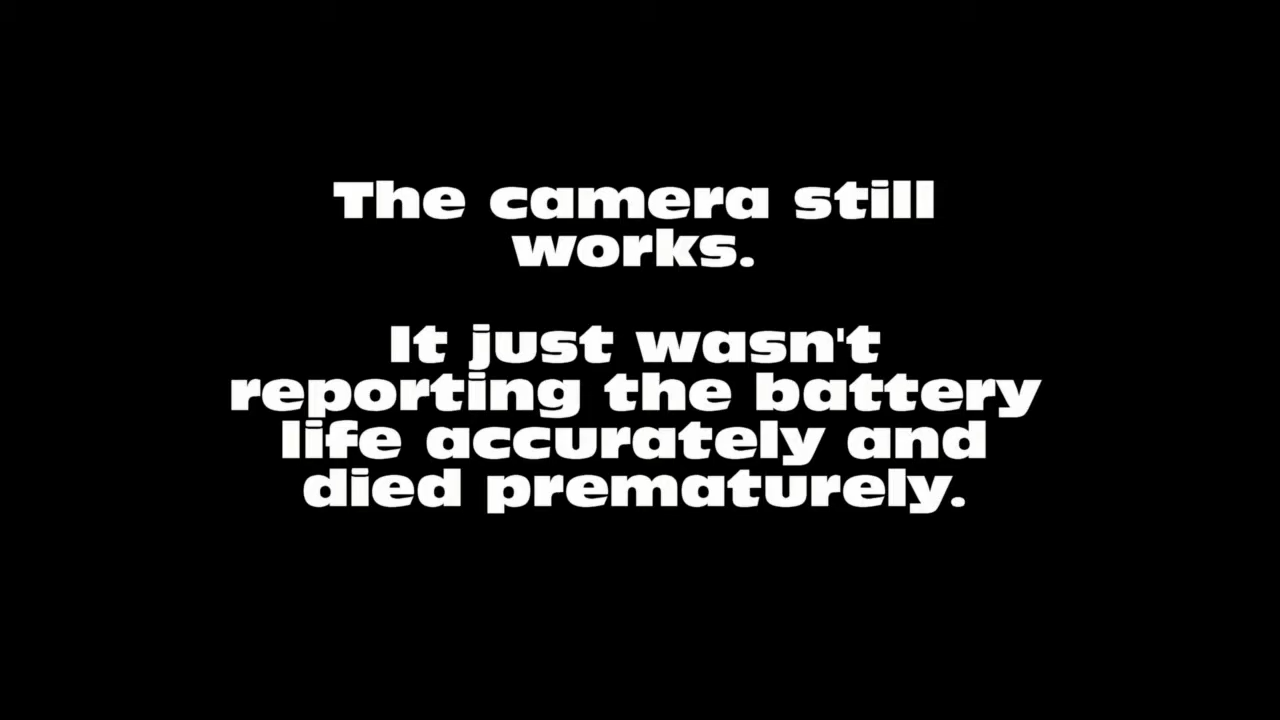 The camera still
works.
It just wasn't
reporting the battery
life accurately and
died prematurely.